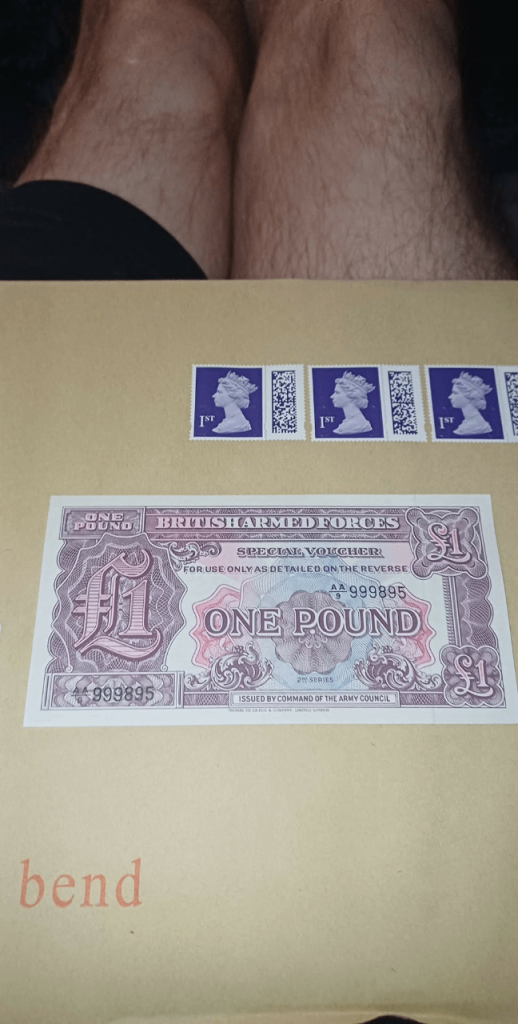 1ST 1ST 1ST
ONE
POUND
BRITISH ARMED FORCES
£1
SPECIAL VOUCHER
FOR USE ONLY AS DETAILED ON THE REVERSE
AA/9 999895
£1
ONE POUND
£1
AA/9 999895
2ND SERIES
ISSUED BY COMMAND OF THE ARMY COUNCIL
bend